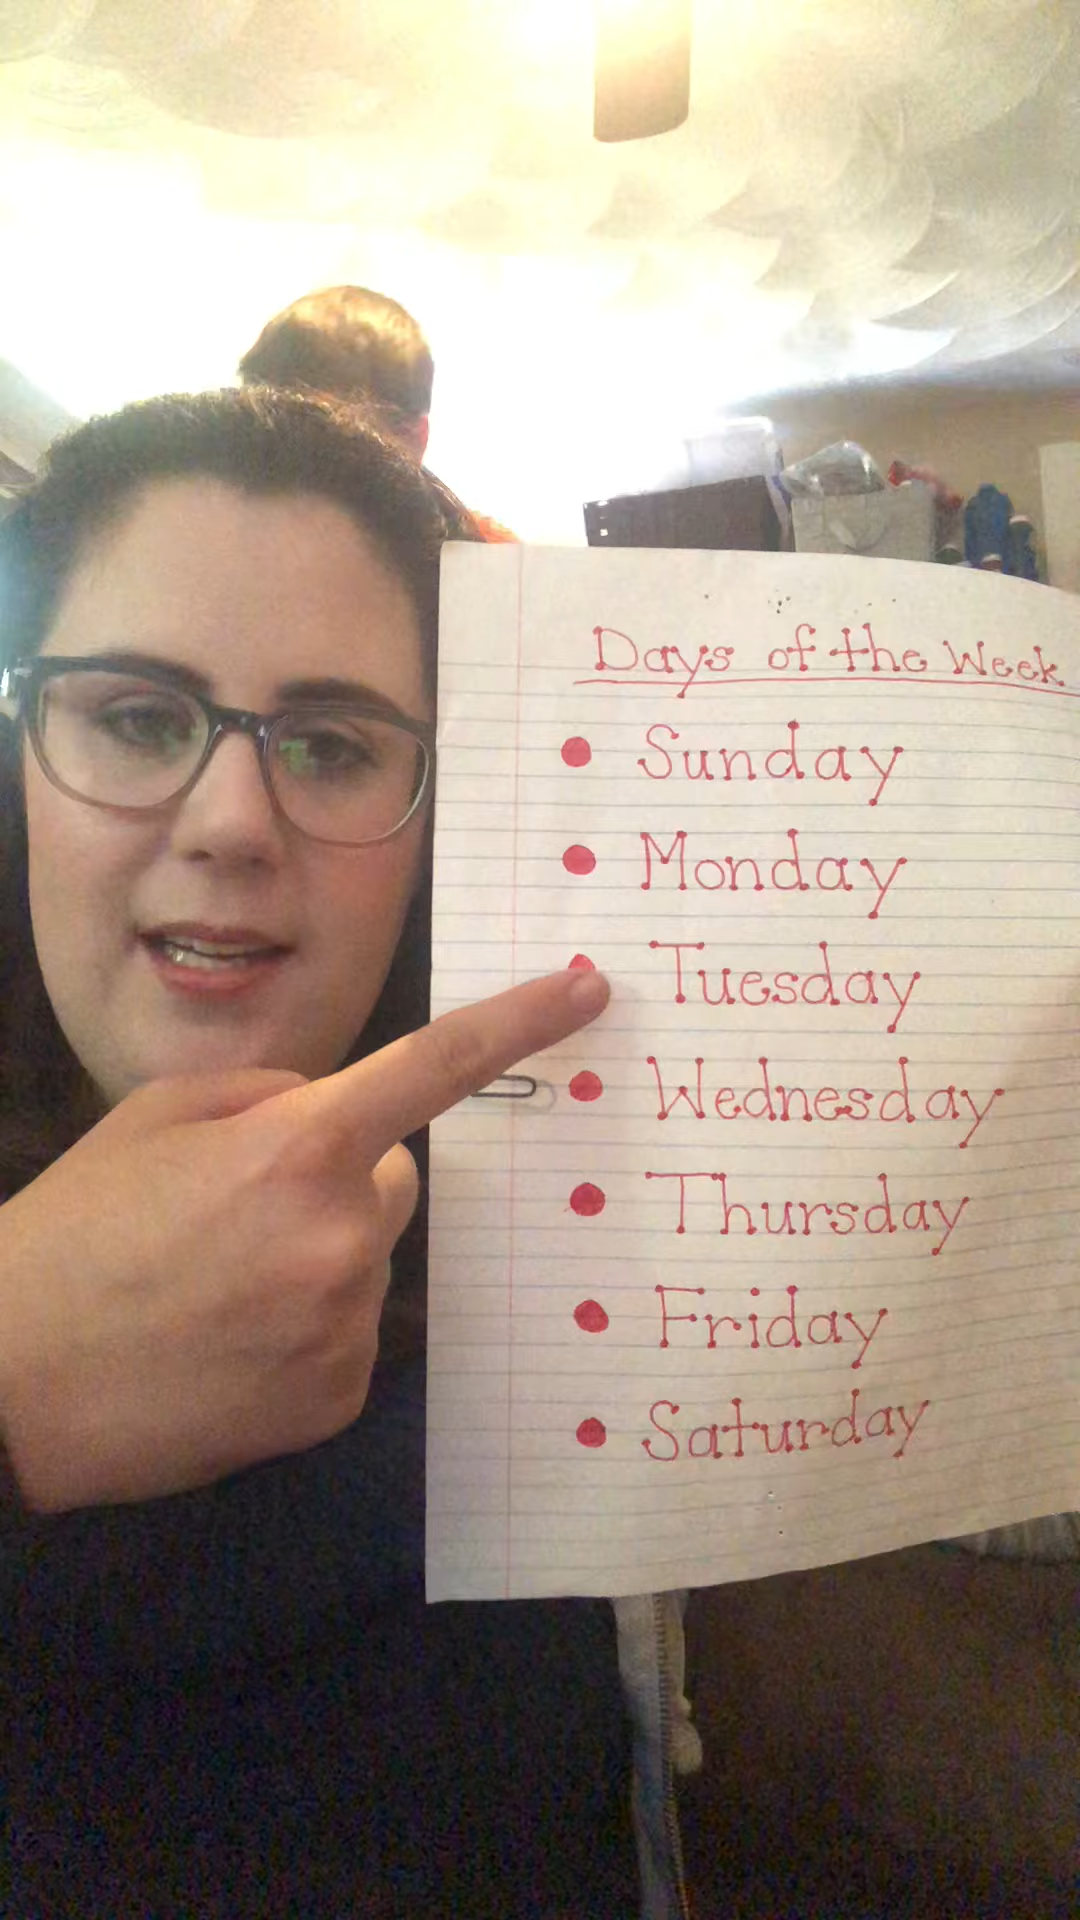 Days of the Week
• Sunday
• Monday
• Tuesday
• Wednesday
• Thursday
• Friday
• Saturday